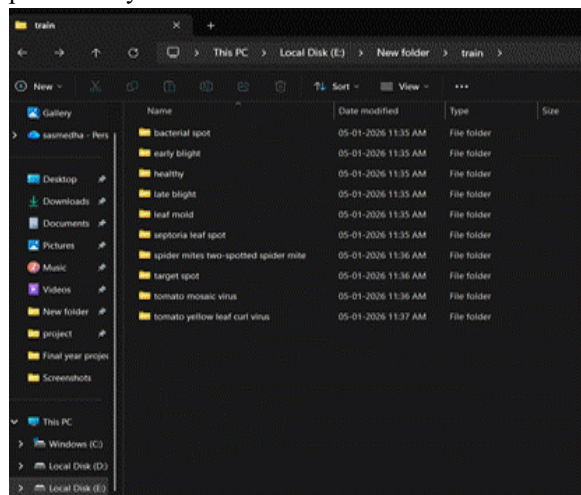 train
This PC > Local Disk (E:) > New folder > train >
New Sort View ...
Gallery
sasmedha - Pers
Desktop
Downloads
Documents
Pictures
Music
Videos
New folder
project
Final year projec
Screenshots
This PC
Windows (C:)
Local Disk (D:)
Local Disk (E:)
Name Date modified Type Size
bacterial spot 05-01-2026 11:35 AM File folder
early blight 05-01-2026 11:35 AM File folder
healthy 05-01-2026 11:35 AM File folder
late blight 05-01-2026 11:35 AM File folder
leaf mold 05-01-2026 11:35 AM File folder
septoria leaf spot 05-01-2026 11:35 AM File folder
spider mites two-spotted spider mite 05-01-2026 11:36 AM File folder
target spot 05-01-2026 11:36 AM File folder
tomato mosaic virus 05-01-2026 11:36 AM File folder
tomato yellow leaf curl virus 05-01-2026 11:37 AM File folder